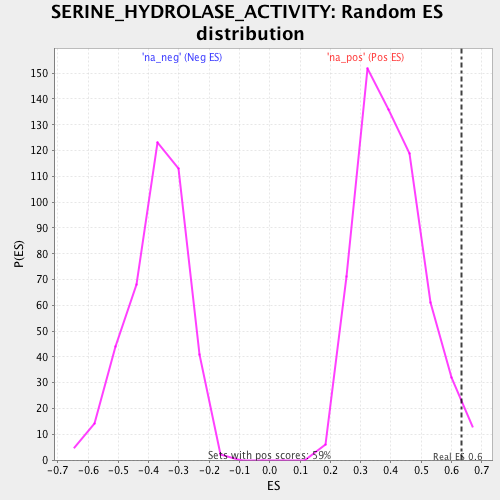 SERINE_HYDROLASE_ACTIVITY: Random ES
distribution
'na_neg' (Neg ES)
'na_pos' (Pos ES)
150
140
130
120
110
100
90
80
70
60
50
40
30
20
10
0
P(ES)
Sets with pos scores: 59%
Real ES 0.6
-0.7 -0.6 -0.5 -0.4 -0.3 -0.2 -0.1 0.0 0.1 0.2 0.3 0.4 0.5 0.6 0.7
ES